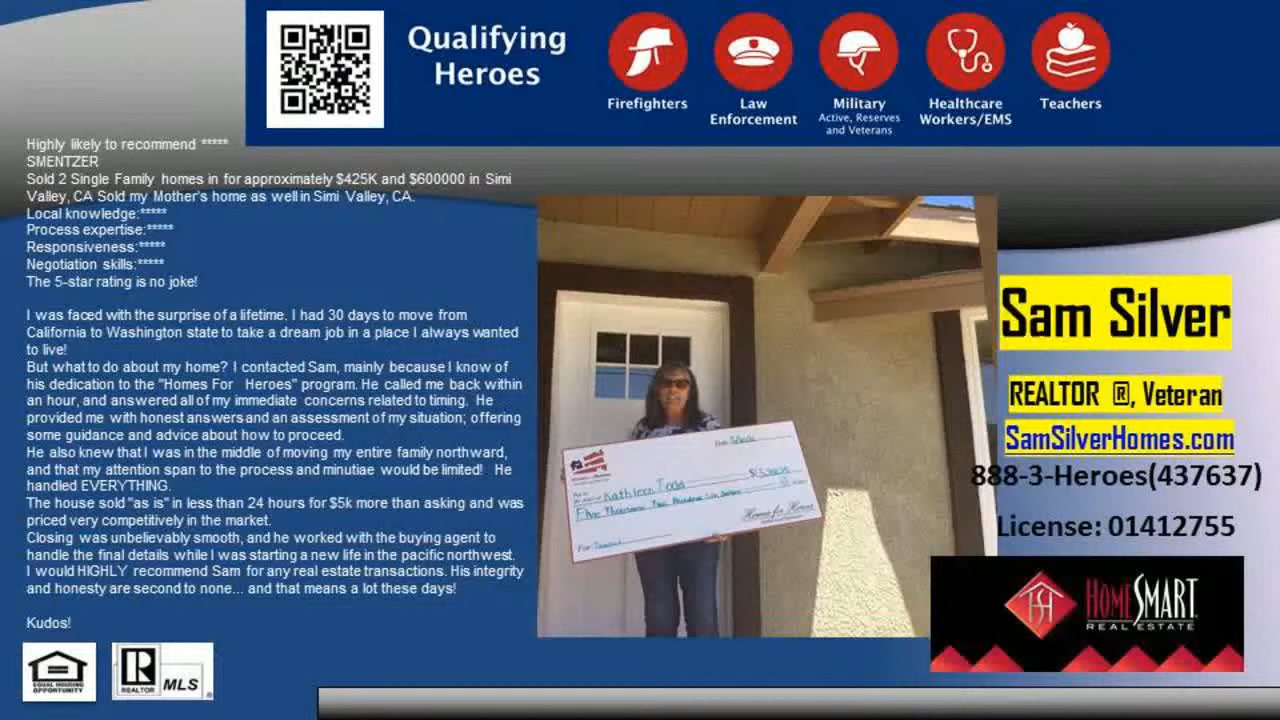 Qualifying
Heroes
Firefighters
Law
Enforcement
Military
Active, Reserves
and Veterans
Healthcare
Workers/EMS
Teachers
Highly likely to recommend *****
SMENTZER
Sold 2 Single Family homes in for approximately $425K and $600000 in Simi
Valley, CA Sold my Mother's home as well in Simi Valley, CA.
Local knowledge:*****
Process expertise:*****
Responsiveness:*****
Negotiation skills:*****
The 5-star rating is no joke!
I was faced with the surprise of a lifetime. I had 30 days to move from
California to Washington state to take a dream job in a place I always wanted
to live!
But what to do about my home? I contacted Sam, mainly because I know of
his dedication to the "Homes For Heroes" program. He called me back within
an hour, and answered all of my immediate concerns related to timing. He
provided me with honest answers and an assessment of my situation; offering
some guidance and advice about how to proceed.
He also knew that I was in the middle of moving my entire family northward,
and that my attention span to the process and minutiae would be limited! He
handled EVERYTHING.
The house sold "as is" in less than 24 hours for $5k more than asking and was
priced very competitively in the market.
Closing was unbelievably smooth, and he worked with the buying agent to
handle the final details while I was starting a new life in the pacific northwest.
I would HIGHLY recommend Sam for any real estate transactions. His integrity
and honesty are second to none... and that means a lot these days!
Kudos!
EQUAL HOUSING
OPPORTUNITY
R
REALTOR
MLS
Kathleen
Five Thousand Two Hundred
Homes for Heroes
Sam Silver
REALTOR ®, Veteran
SamSilverHomes.com
888-3-Heroes(437637)
License: 01412755
HOMESMART
REAL ESTATE